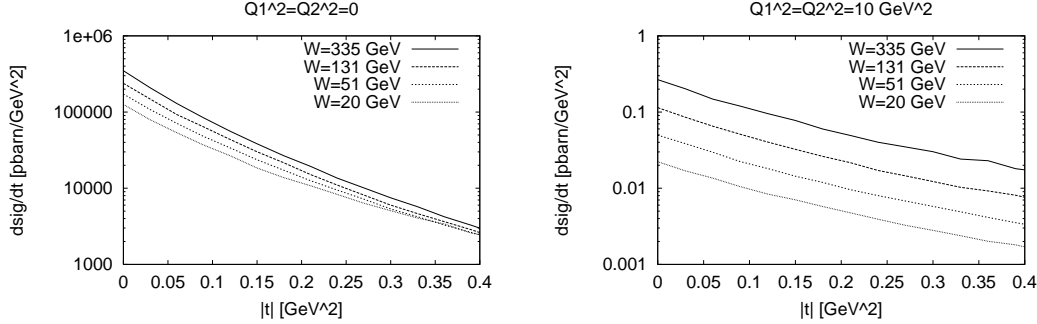 Q1^2=Q2^2=0
1e+06
100000
10000
1000
dsig/dt [pbarn/GeV^2]
W=335 GeV
W=131 GeV
W=51 GeV
W=20 GeV
0 0.05 0.1 0.15 0.2 0.25 0.3 0.35 0.4
|t| [GeV^2]
Q1^2=Q2^2=10 GeV^2
1
0.1
0.01
0.001
dsig/dt [pbarn/GeV^2]
W=335 GeV
W=131 GeV
W=51 GeV
W=20 GeV
0 0.05 0.1 0.15 0.2 0.25 0.3 0.35 0.4
|t| [GeV^2]